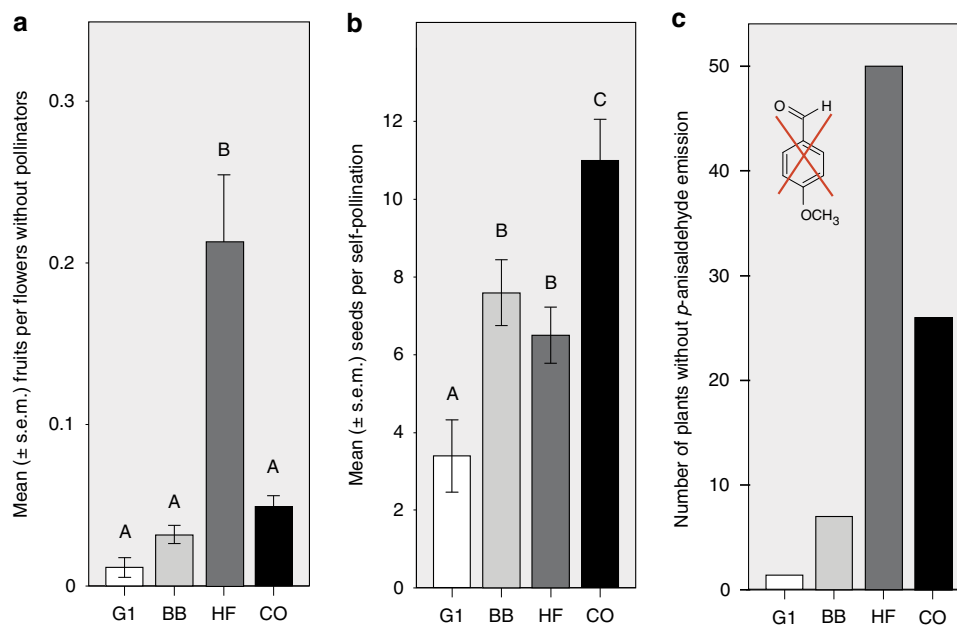 a
Mean (± s.e.m.) fruits per flowers without pollinators
0.3
0.2
0.1
0
A
A
B
A
G1 BB HF CO
b
Mean (± s.e.m.) seeds per self-pollination
12
10
8
6
4
2
0
A
B
B
C
G1 BB HF CO
c
Number of plants without p-anisaldehyde emission
50
40
30
20
10
0
O H
OCH₃
G1 BB HF CO